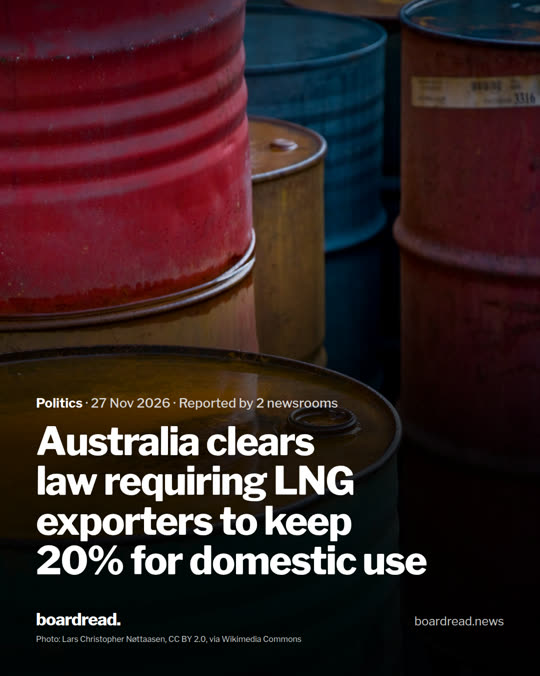 3316
Politics · 27 Nov 2026 · Reported by 2 newsrooms
Australia clears
law requiring LNG
exporters to keep
20% for domestic use
boardread.
boardread.news
Photo: Lars Christopher Nøttaasen, CC BY 2.0, via Wikimedia Commons